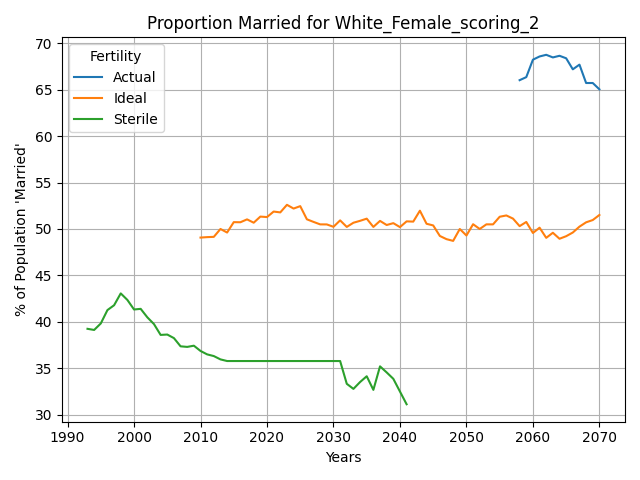 Proportion Married for White_Female_scoring_2
Fertility
Actual
Ideal
Sterile
% of Population 'Married'
70
65
60
55
50
45
40
35
30
1990 2000 2010 2020 2030 2040 2050 2060 2070
Years